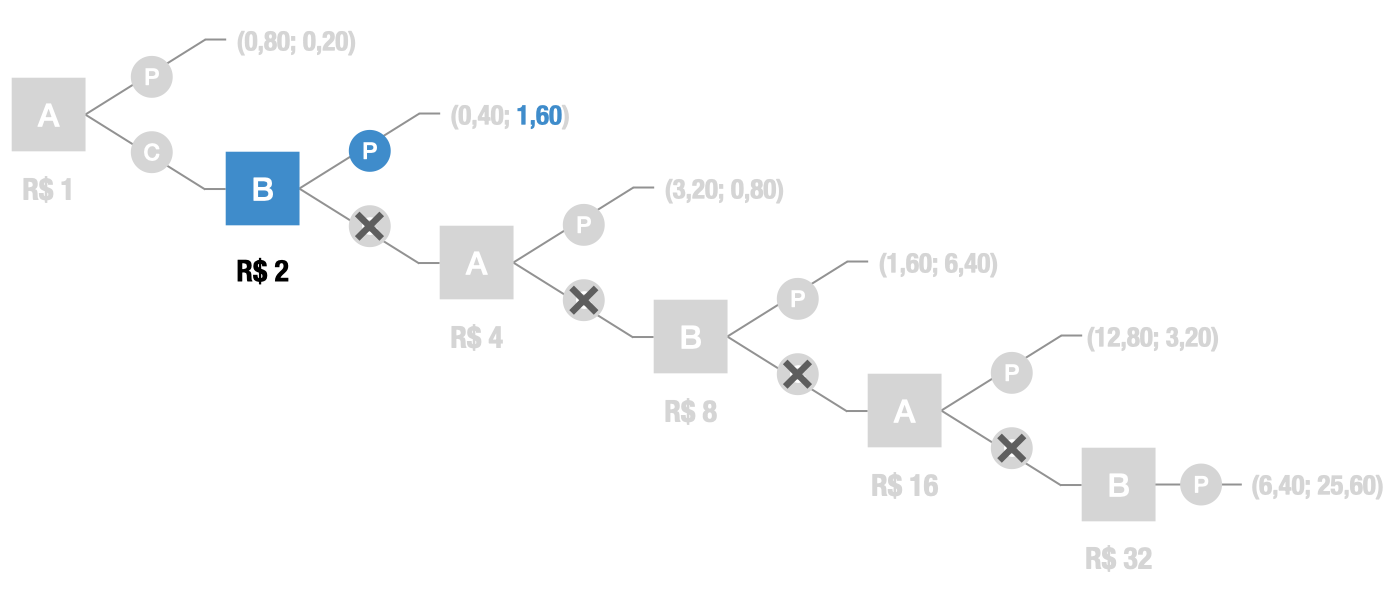 (0,80; 0,20)
P
A
C
R$ 1
(0,40; 1,60)
P
B
R$ 2
(3,20; 0,80)
P
A
R$ 4
(1,60; 6,40)
P
B
R$ 8
(12,80; 3,20)
P
A
R$ 16
B
P
(6,40; 25,60)
R$ 32